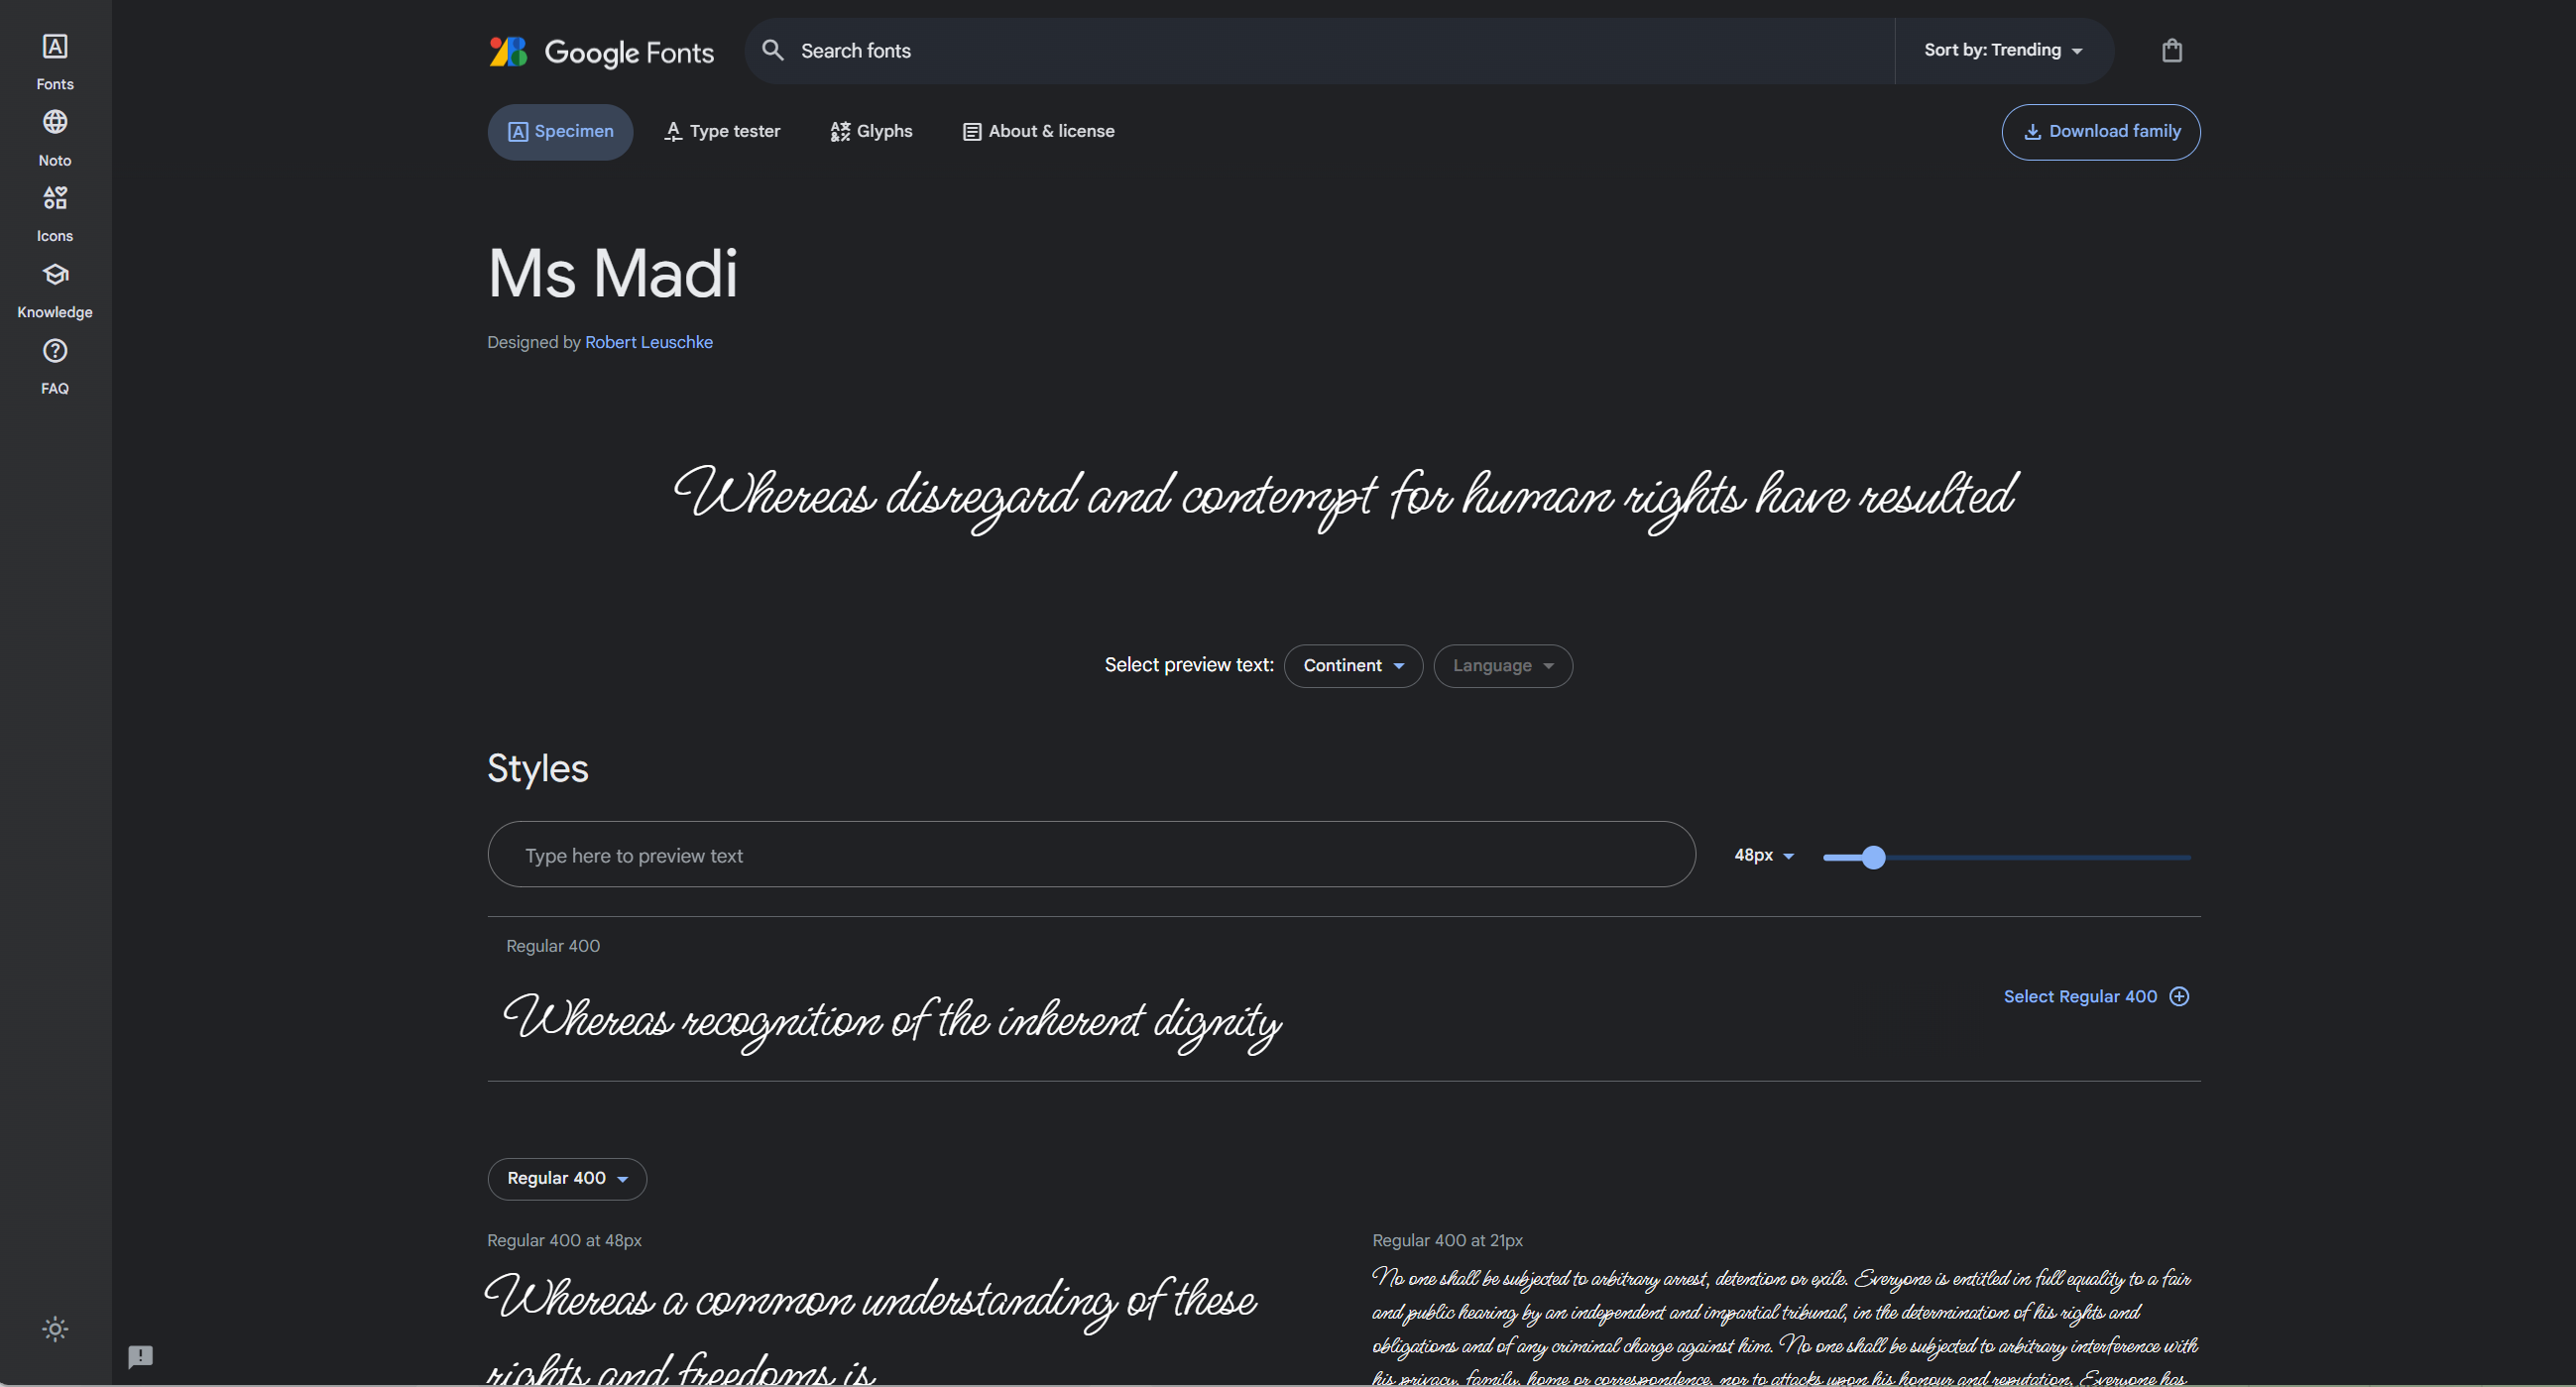 Fonts
Noto
Icons
Knowledge
FAQ
Google Fonts
Search fonts
Sort by: Trending
Specimen
Type tester
Glyphs
About & license
Download family
Ms Madi
Designed by Robert Leuschke
Whereas disregard and contempt for human rights have resulted
Select preview text: Continent Language
Styles
Type here to preview text
48px
Regular 400
Whereas recognition of the inherent dignity
Select Regular 400
Regular 400
Regular 400 at 48px
Whereas a common understanding of these
rights and freedoms is
Regular 400 at 21px
No one shall be subjected to arbitrary arrest, detention or exile. Everyone is entitled in full equality to a fair
and public hearing by an independent and impartial tribunal, in the determination of his rights and
obligations and of any criminal charge against him. No one shall be subjected to arbitrary interference with
his privacy, family, home or correspondence, nor to attacks upon his honour and reputation. Everyone has